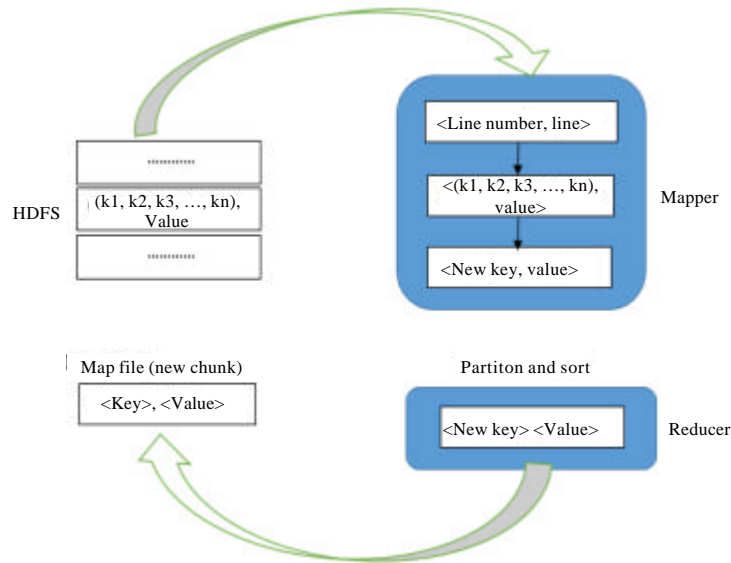 <Line number, line>
''''''''''''
HDFS
(k1, k2, k3, ..., kn),
Value
<(k1, k2, k3, ..., kn),
value>
Mapper
''''''''''''
<New key, value>
Map file (new chunk)
<Key>, <Value>
Partiton and sort
<New key> <Value>
Reducer